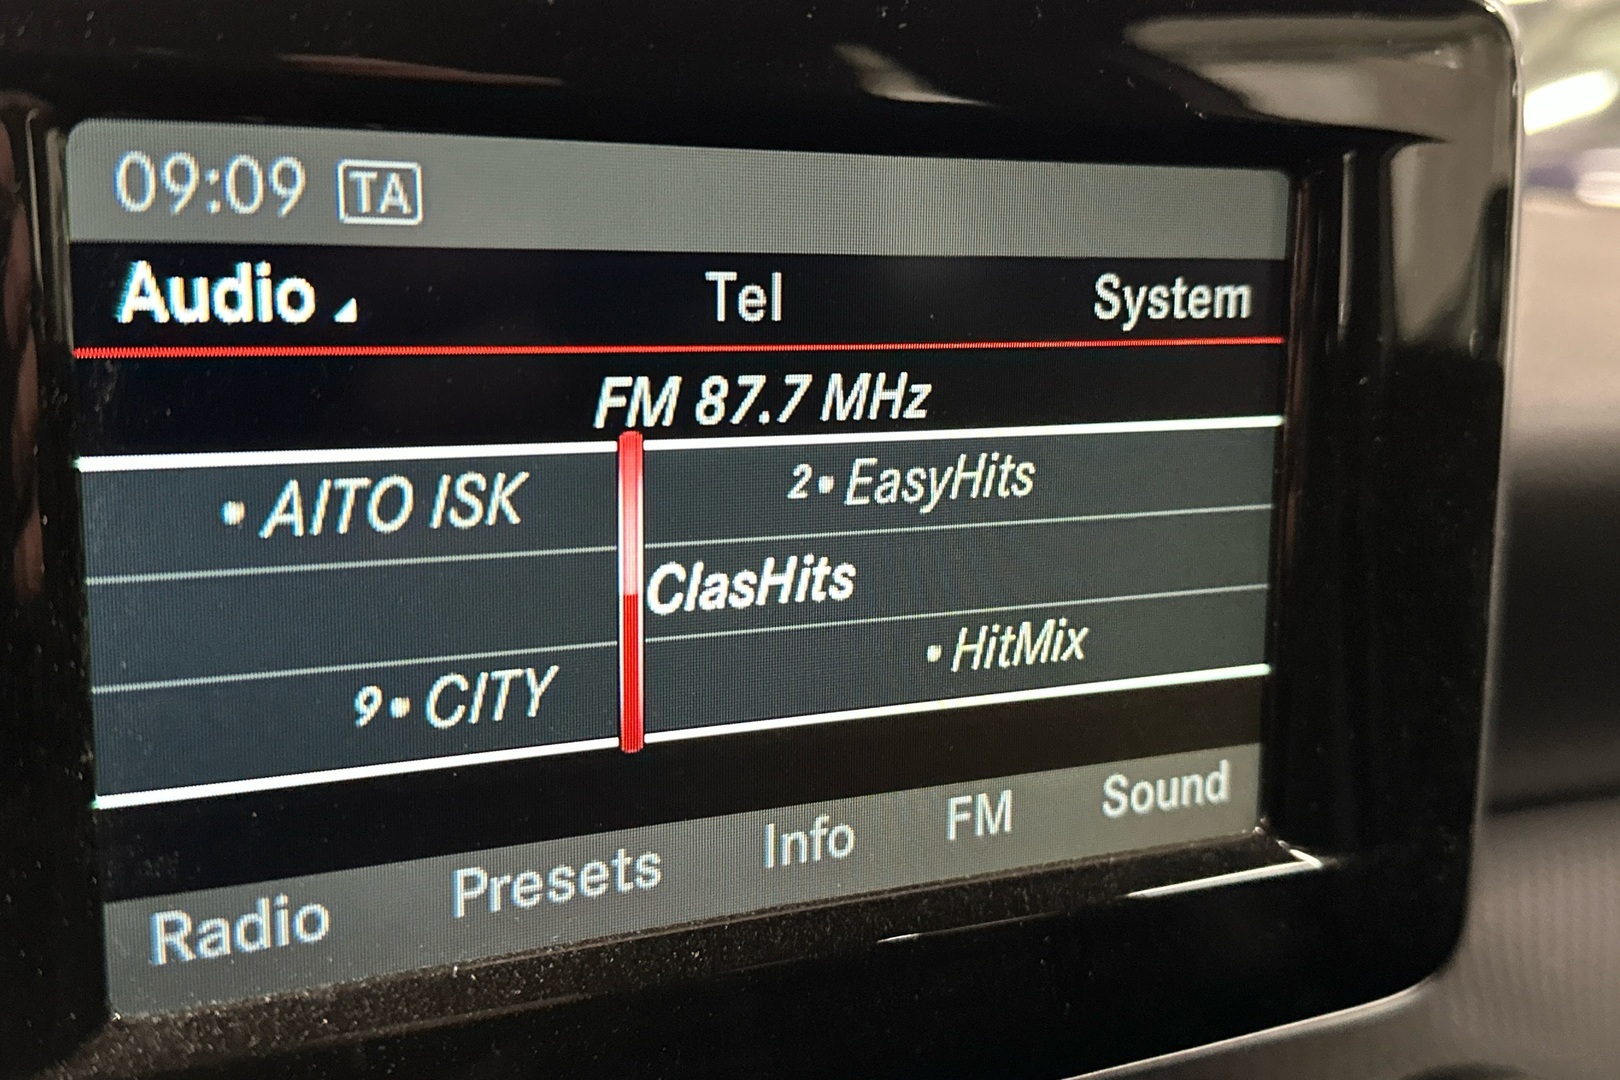 09:09 TA
Audio Tel System
FM 87.7 MHz
• AITO ISK 2• EasyHits
ClasHits
9• CITY • HitMix
Radio Presets Info FM Sound